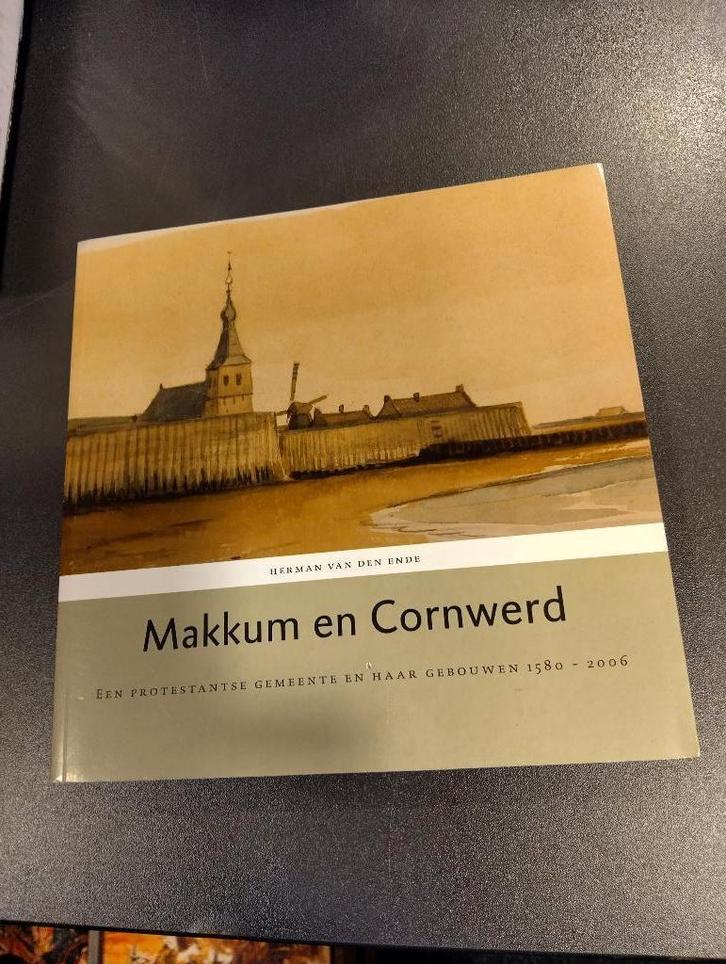 HERMAN VAN DEN ENDE
Makkum en Cornwerd
EEN PROTESTANTSE GEMEENTE EN HAAR GEBOUWEN 1580 - 2006